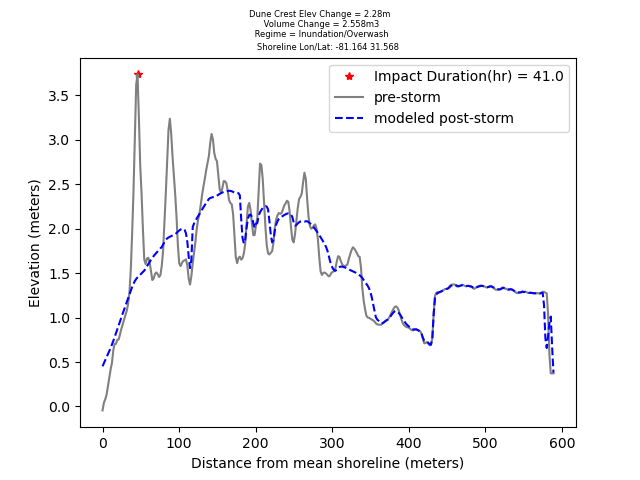 Dune Crest Elev Change = 2.28m
Volume Change = 2.558m3
Regime = Inundation/Overwash
Shoreline Lon/Lat: -81.164 31.568
Impact Duration(hr) = 41.0
pre-storm
modeled post-storm
Elevation (meters)
3.5
3.0
2.5
2.0
1.5
1.0
0.5
0.0
0 100 200 300 400 500 600
Distance from mean shoreline (meters)